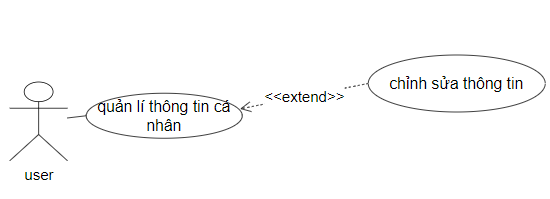 chỉnh sửa thông tin
<<extend>>
quản lí thông tin cá
nhân
user